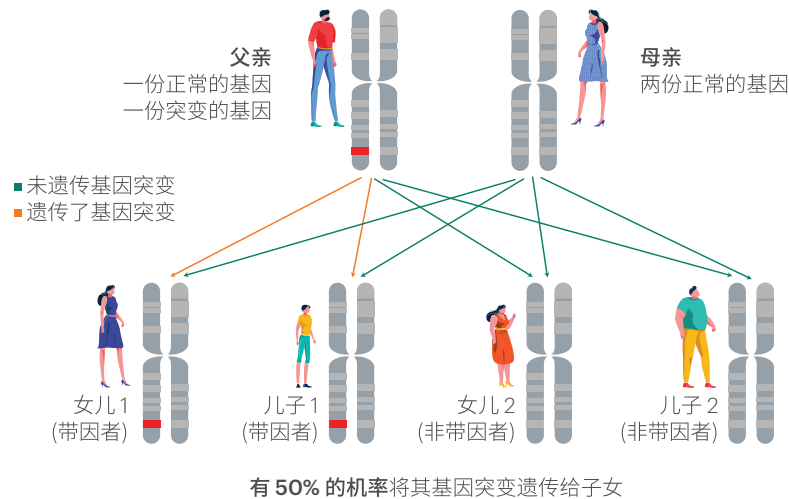 父亲
一份正常的基因
一份突变的基因
母亲
两份正常的基因
未遗传基因突变
遗传了基因突变
女儿 1
(带因者)
儿子 1
(带因者)
女儿 2
(非带因者)
儿子 2
(非带因者)
有 50% 的机率将其基因突变遗传给子女